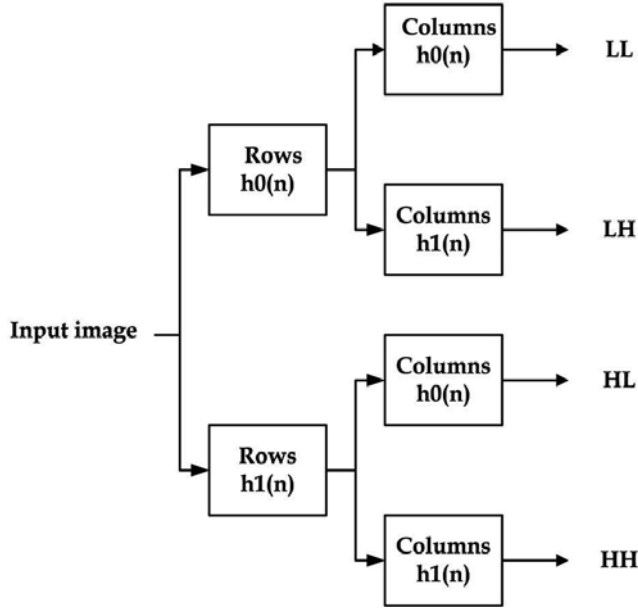 Columns
h0(n)
LL
Rows
h0(n)
Columns
h1(n)
LH
Input image
Columns
h0(n)
HL
Rows
h1(n)
Columns
h1(n)
HH